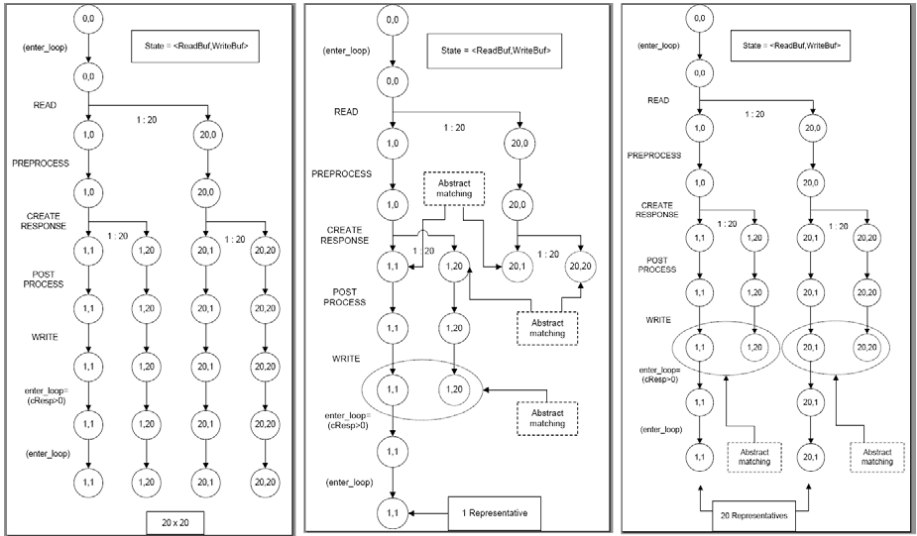 0,0
(enter_loop)
State = <ReadBuf,WriteBuf>
0,0
READ
1 : 20
1,0
20,0
PREPROCESS
1,0
20,0
CREATE
RESPONSE
1 : 20
1 : 20
1,1
1,20
20,1
20,20
POST
PROCESS
1,1
1,20
20,1
20,20
WRITE
1,1
1,20
20,1
20,20
enter_loop=
(cResp>0)
1,1
1,20
20,1
20,20
(enter_loop)
1,1
1,20
20,1
20,20
20 x 20
0,0
(enter_loop)
State = <ReadBuf,WriteBuf>
0,0
READ
1 : 20
1,0
20,0
PREPROCESS
Abstract
matching
1,0
20,0
CREATE
RESPONSE
1 : 20
1 : 20
1,1
1,20
20,1
20,20
POST
PROCESS
1,1
1,20
Abstract
matching
WRITE
1,1
1,20
enter_loop=
(cResp>0)
Abstract
matching
1,1
(enter_loop)
1,1
1 Representative
0,0
(enter_loop)
State = <ReadBuf,WriteBuf>
0,0
READ
1 : 20
1,0
20,0
PREPROCESS
1,0
20,0
CREATE
RESPONSE
1 : 20
1 : 20
1,1
1,20
20,1
20,20
POST
PROCESS
1,1
1,20
20,1
20,20
WRITE
1,1
1,20
20,1
20,20
enter_loop=
(cResp>0)
1,1
20,1
(enter_loop)
Abstract
matching
Abstract
matching
1,1
20,1
20 Representatives